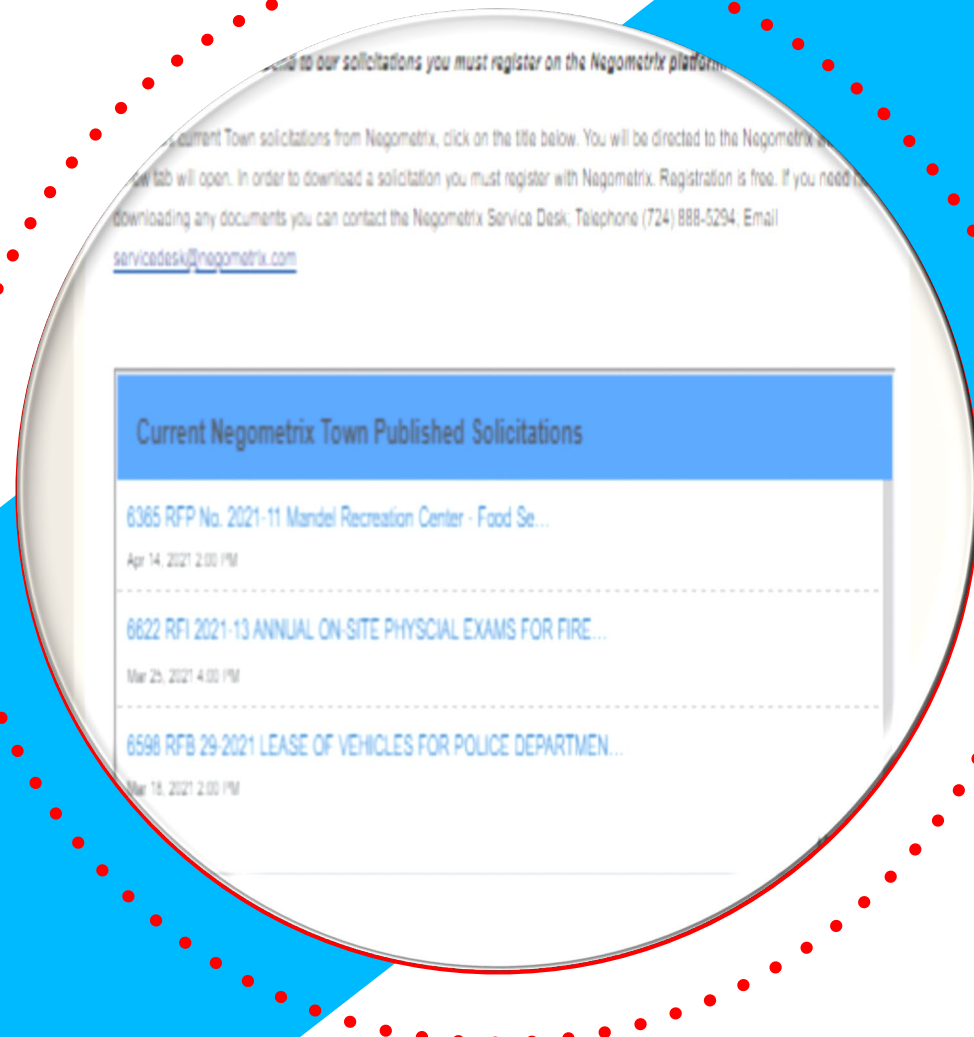 to our solicitations you must register on the Negometrix
current Town solicitations from Negometrix, click on the title below. You will be directed to the Negometrix
tab will open. In order to download a solicitation you must register with Negometrix. Registration is free. If you need
downloading any documents you can contact the Negometrix Service Desk; Telephone (724) 888-5294; Email
servicedesk@negometrix.com
Current Negometrix Town Published Solicitations
6365 RFP No. 2021-11 Mandel Recreation Center - Food Se...
Apr 14, 2021 2:00 PM
6622 RFI 2021-13 ANNUAL ON-SITE PHYSCIAL EXAMS FOR FIRE...
Mar 25, 2021 4:00 PM
6598 RFB 29-2021 LEASE OF VEHICLES FOR POLICE DEPARTMEN...
Mar 18, 2021 2:00 PM